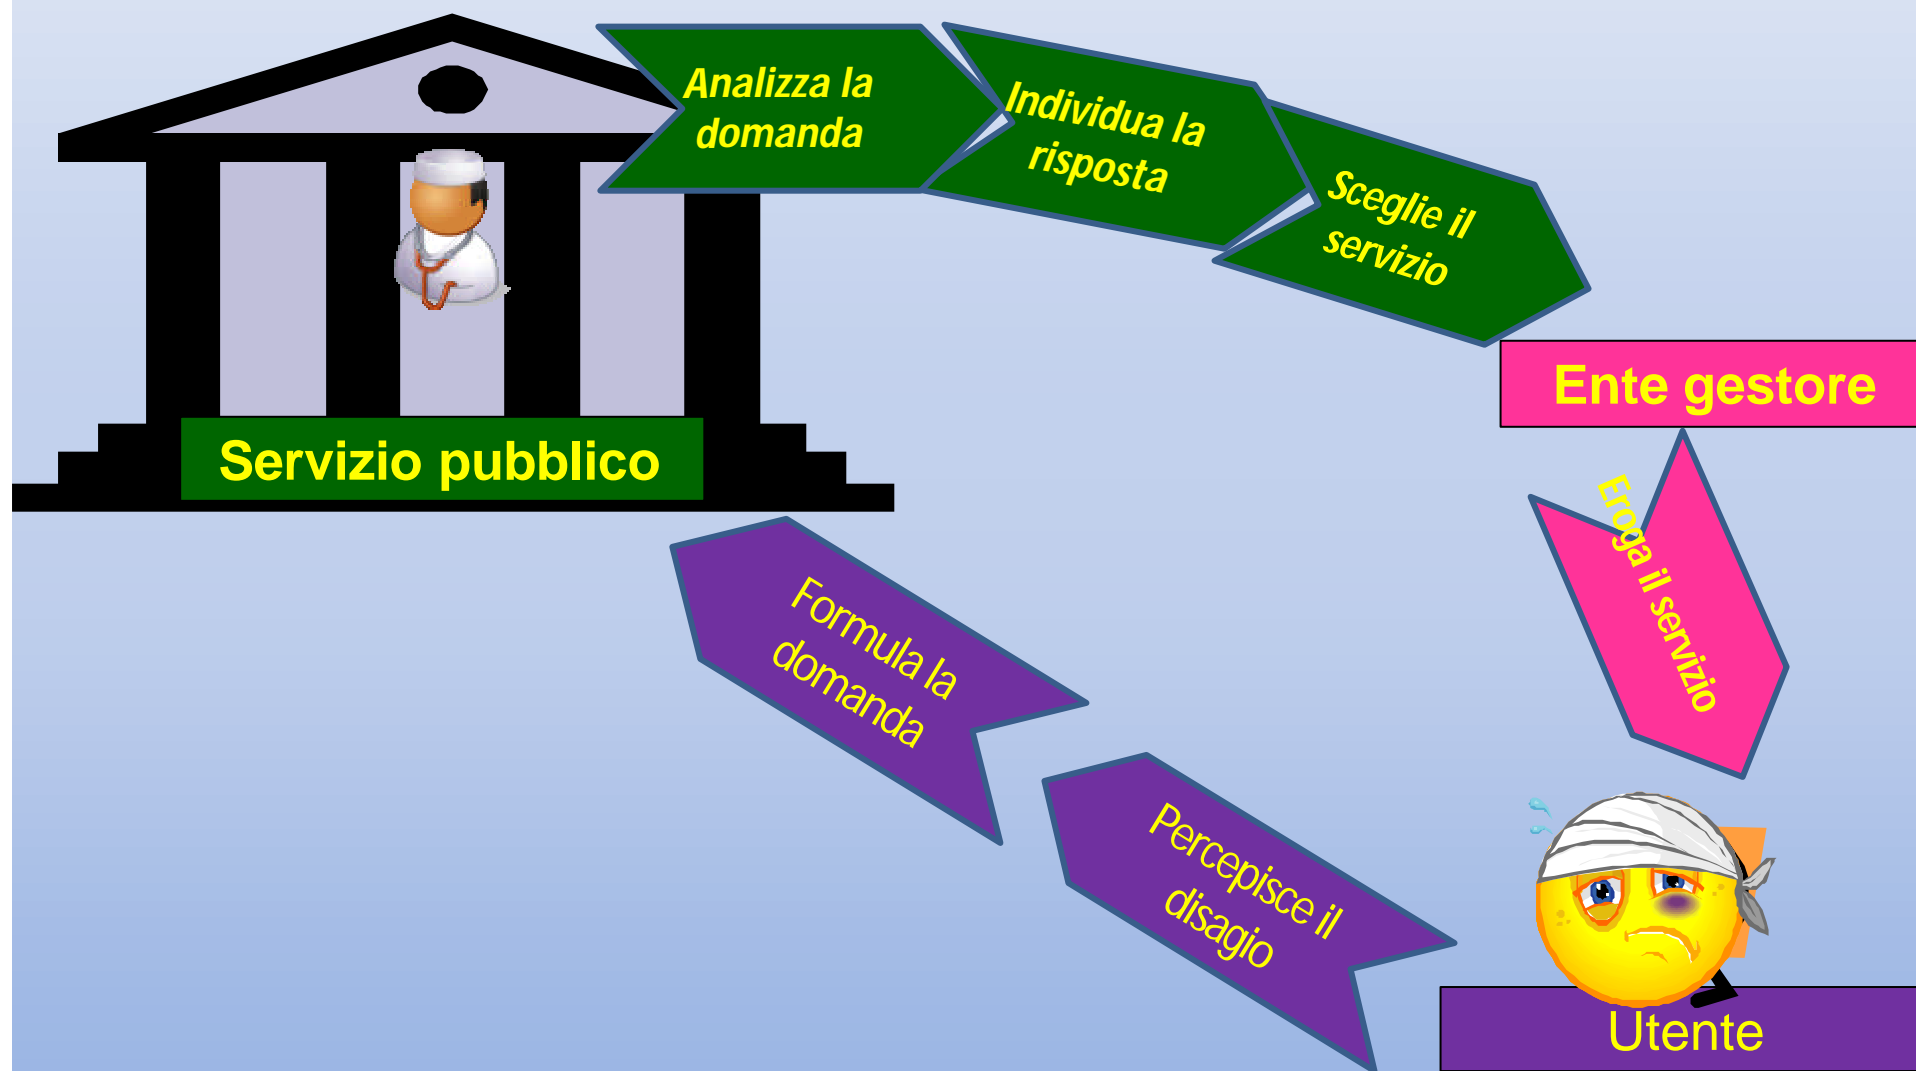 Analizza la
domanda
Individua la
risposta
Sceglie il
servizio
Ente gestore
Servizio pubblico
Eroga il servizio
Formula la
domanda
Percepisce il
disagio
Utente